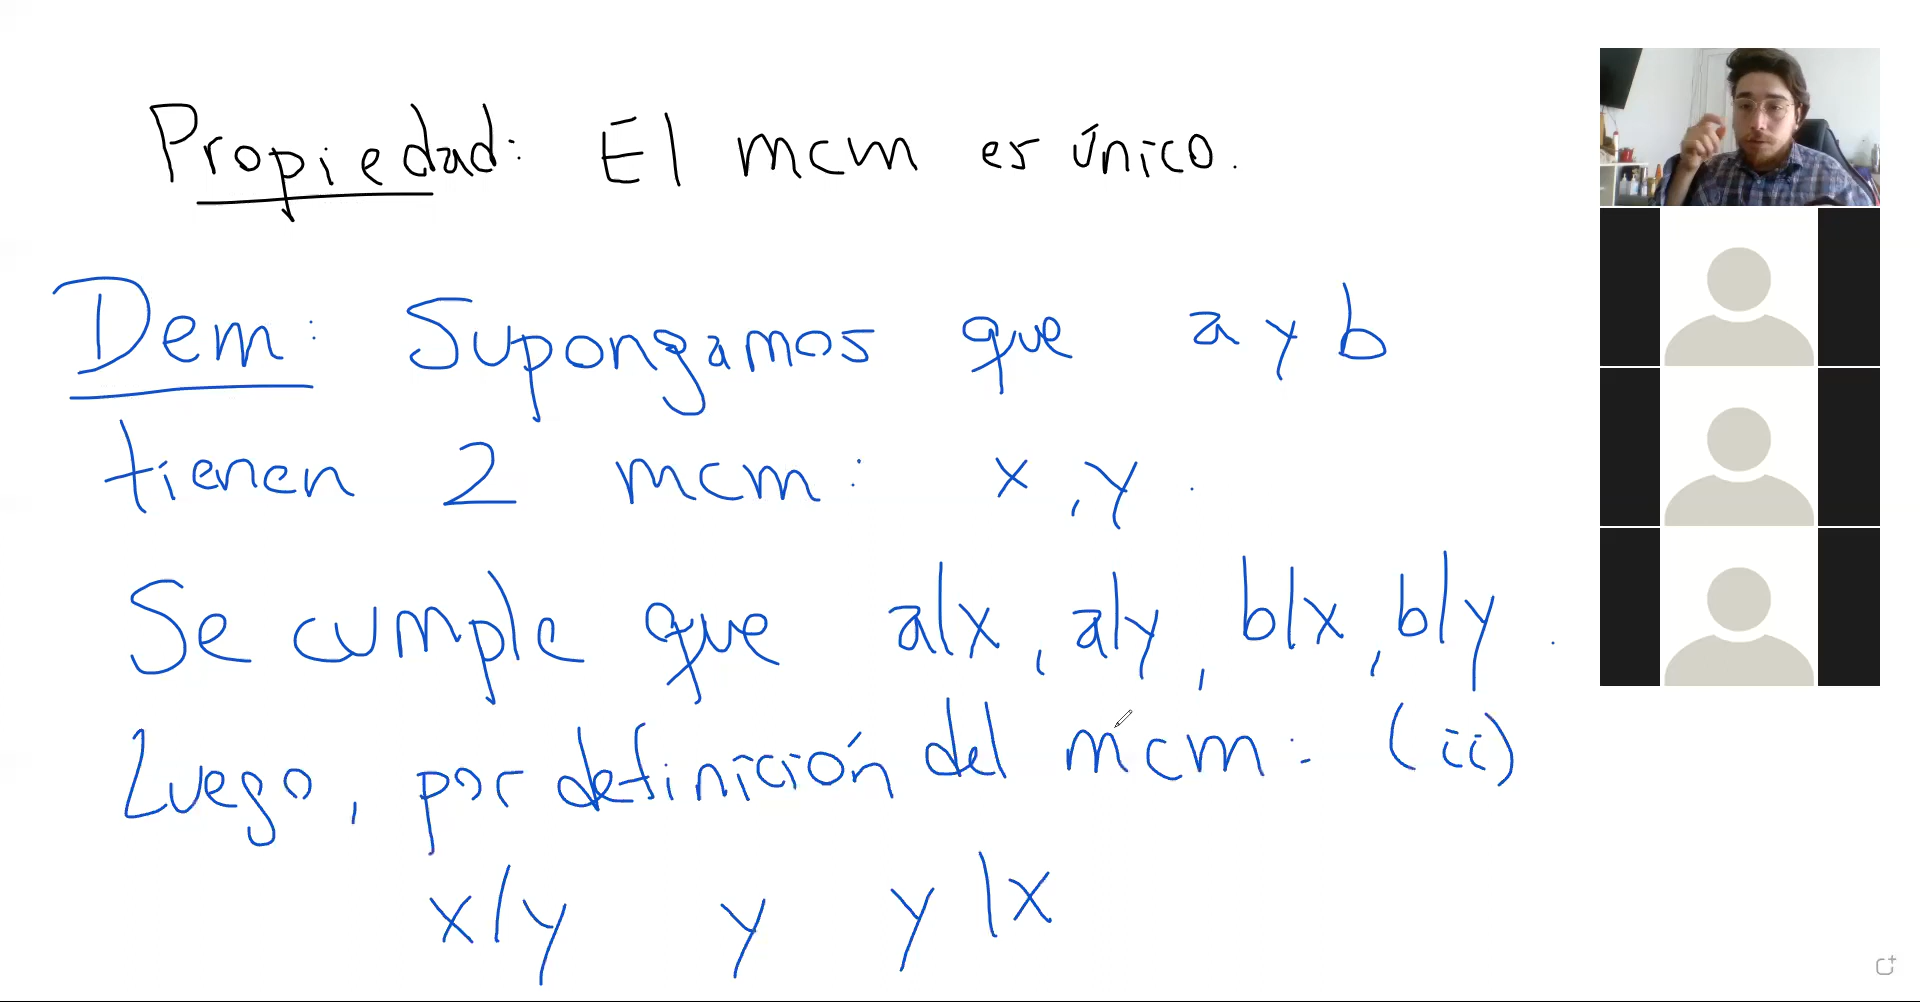 Propiedad: El mcm es único.
Dem: Supongamos que a y b
tienen 2 mcm: x, y.
Se cumple que a|x, a|y, b|x, b|y.
Luego, por definición del mcm: (ii)
x|y y y|x